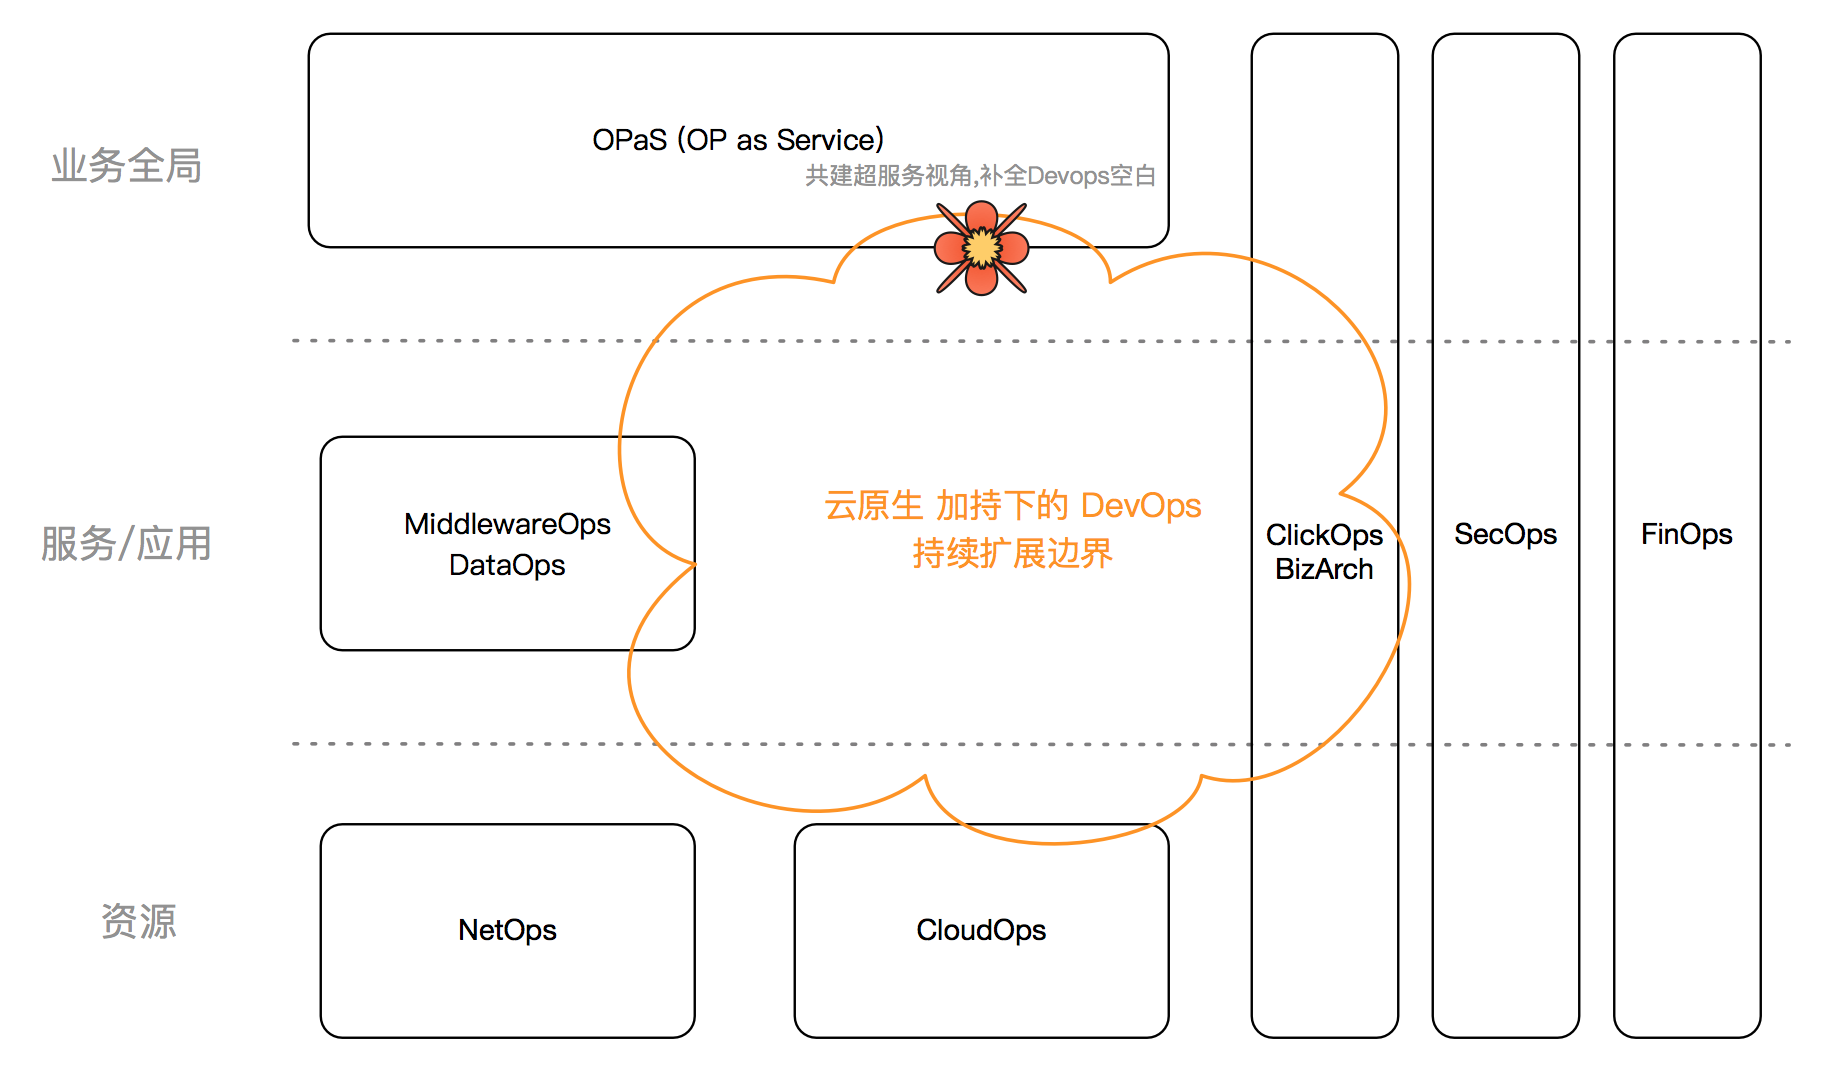 业务全局
OPaS (OP as Service)
共建超服务视角,补全Devops空白
服务/应用
MiddlewareOps
DataOps
云原生 加持下的 DevOps
持续扩展边界
ClickOps
BizArch
SecOps
FinOps
资源
NetOps
CloudOps